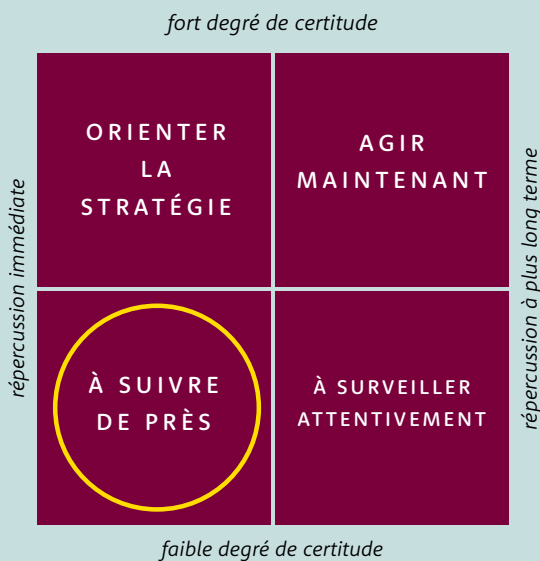 fort degré de certitude
ORIENTER
LA
STRATÉGIE
AGIR
MAINTENANT
répercussion immédiate
répercussion à plus long terme
À SUIVRE
DE PRÈS
À SURVEILLER
ATTENTIVEMENT
faible degré de certitude